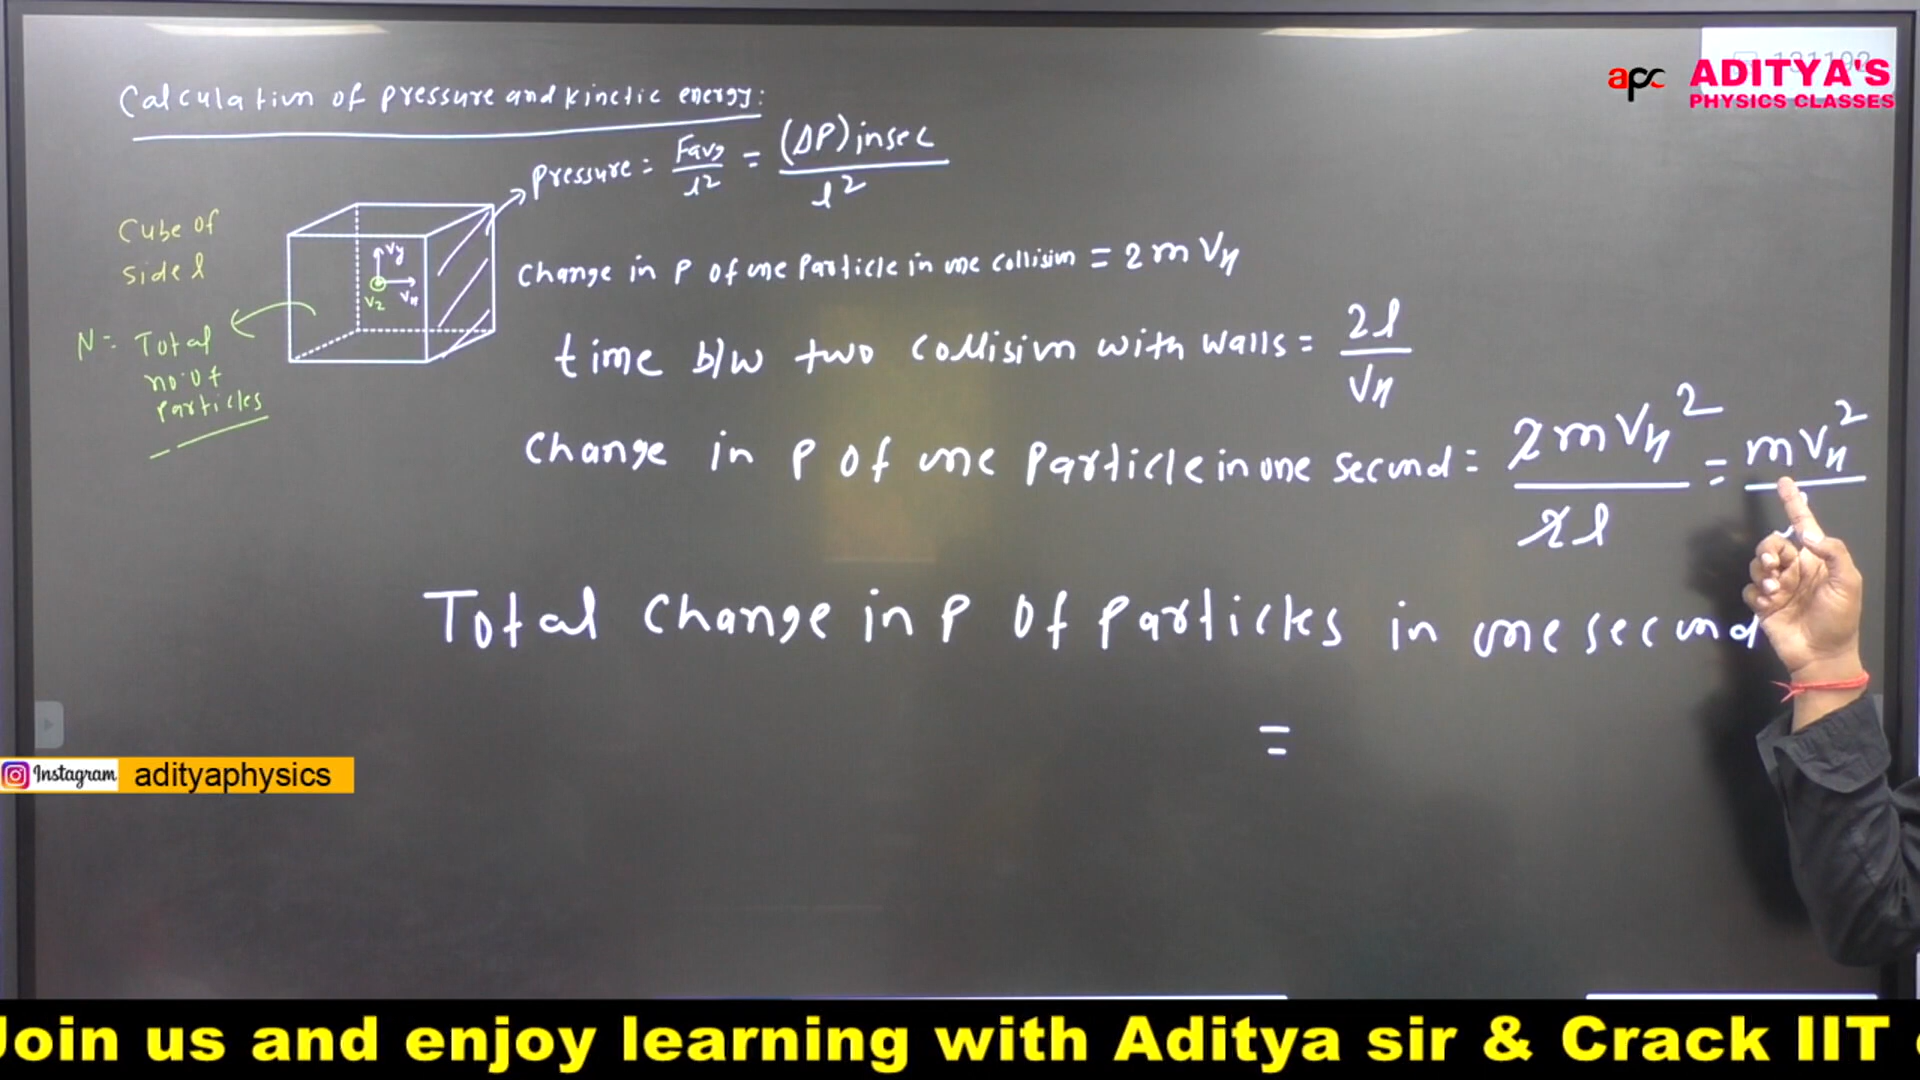 131192
apc ADITYA'S
PHYSICS CLASSES
Calculation of pressure and kinetic energy:
Pressure = Favg / l² = (ΔP) in sec / l²
Cube of
side l
Vy
Vx
Vz
N = Total
no. of
particles
Change in P of one particle in one collision = 2mVx
time b/w two collision with walls = 2l / Vx
Change in P of one particle in one second = 2mVx² / 2l = mVx²
Total change in P of particles in one second
=
Instagram adityaphysics
Join us and enjoy learning with Aditya sir & Crack IIT